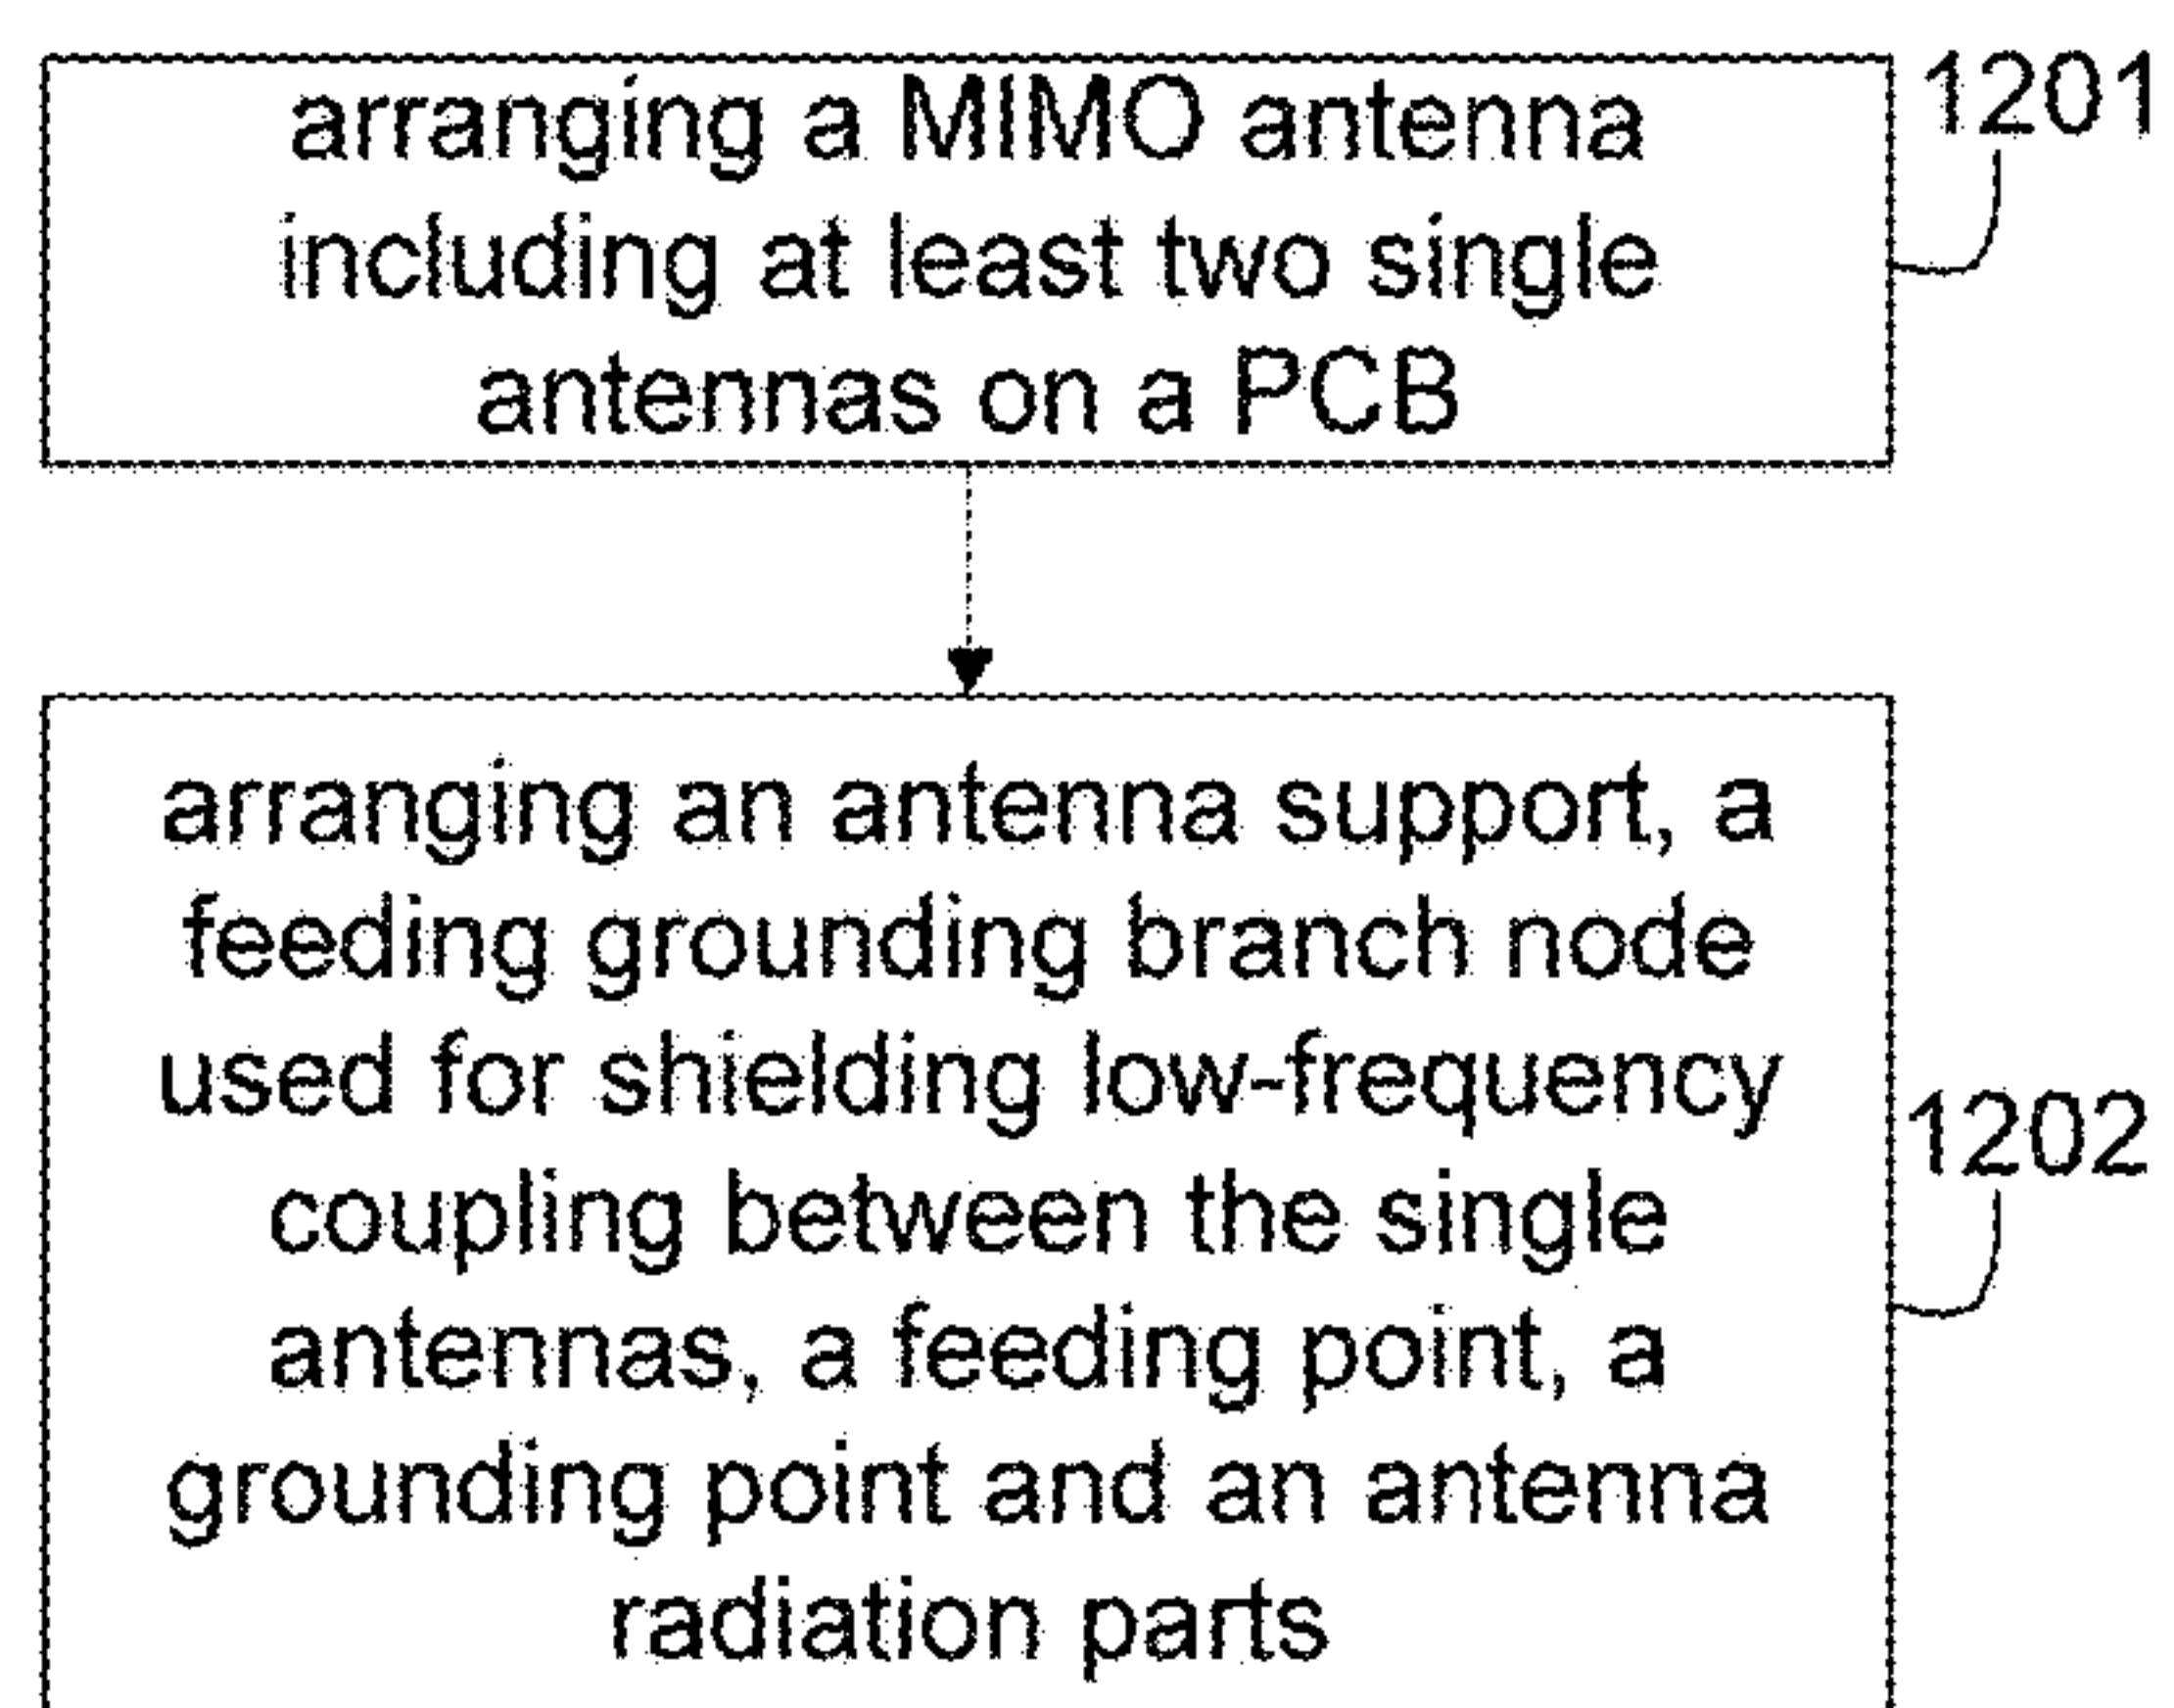 arranging a MIMO antenna
including at least two single
antennas on a PCB
1201
arranging an antenna support, a
feeding grounding branch node
used for shielding low-frequency
coupling between the single
antennas, a feeding point, a
grounding point and an antenna
radiation parts
1202